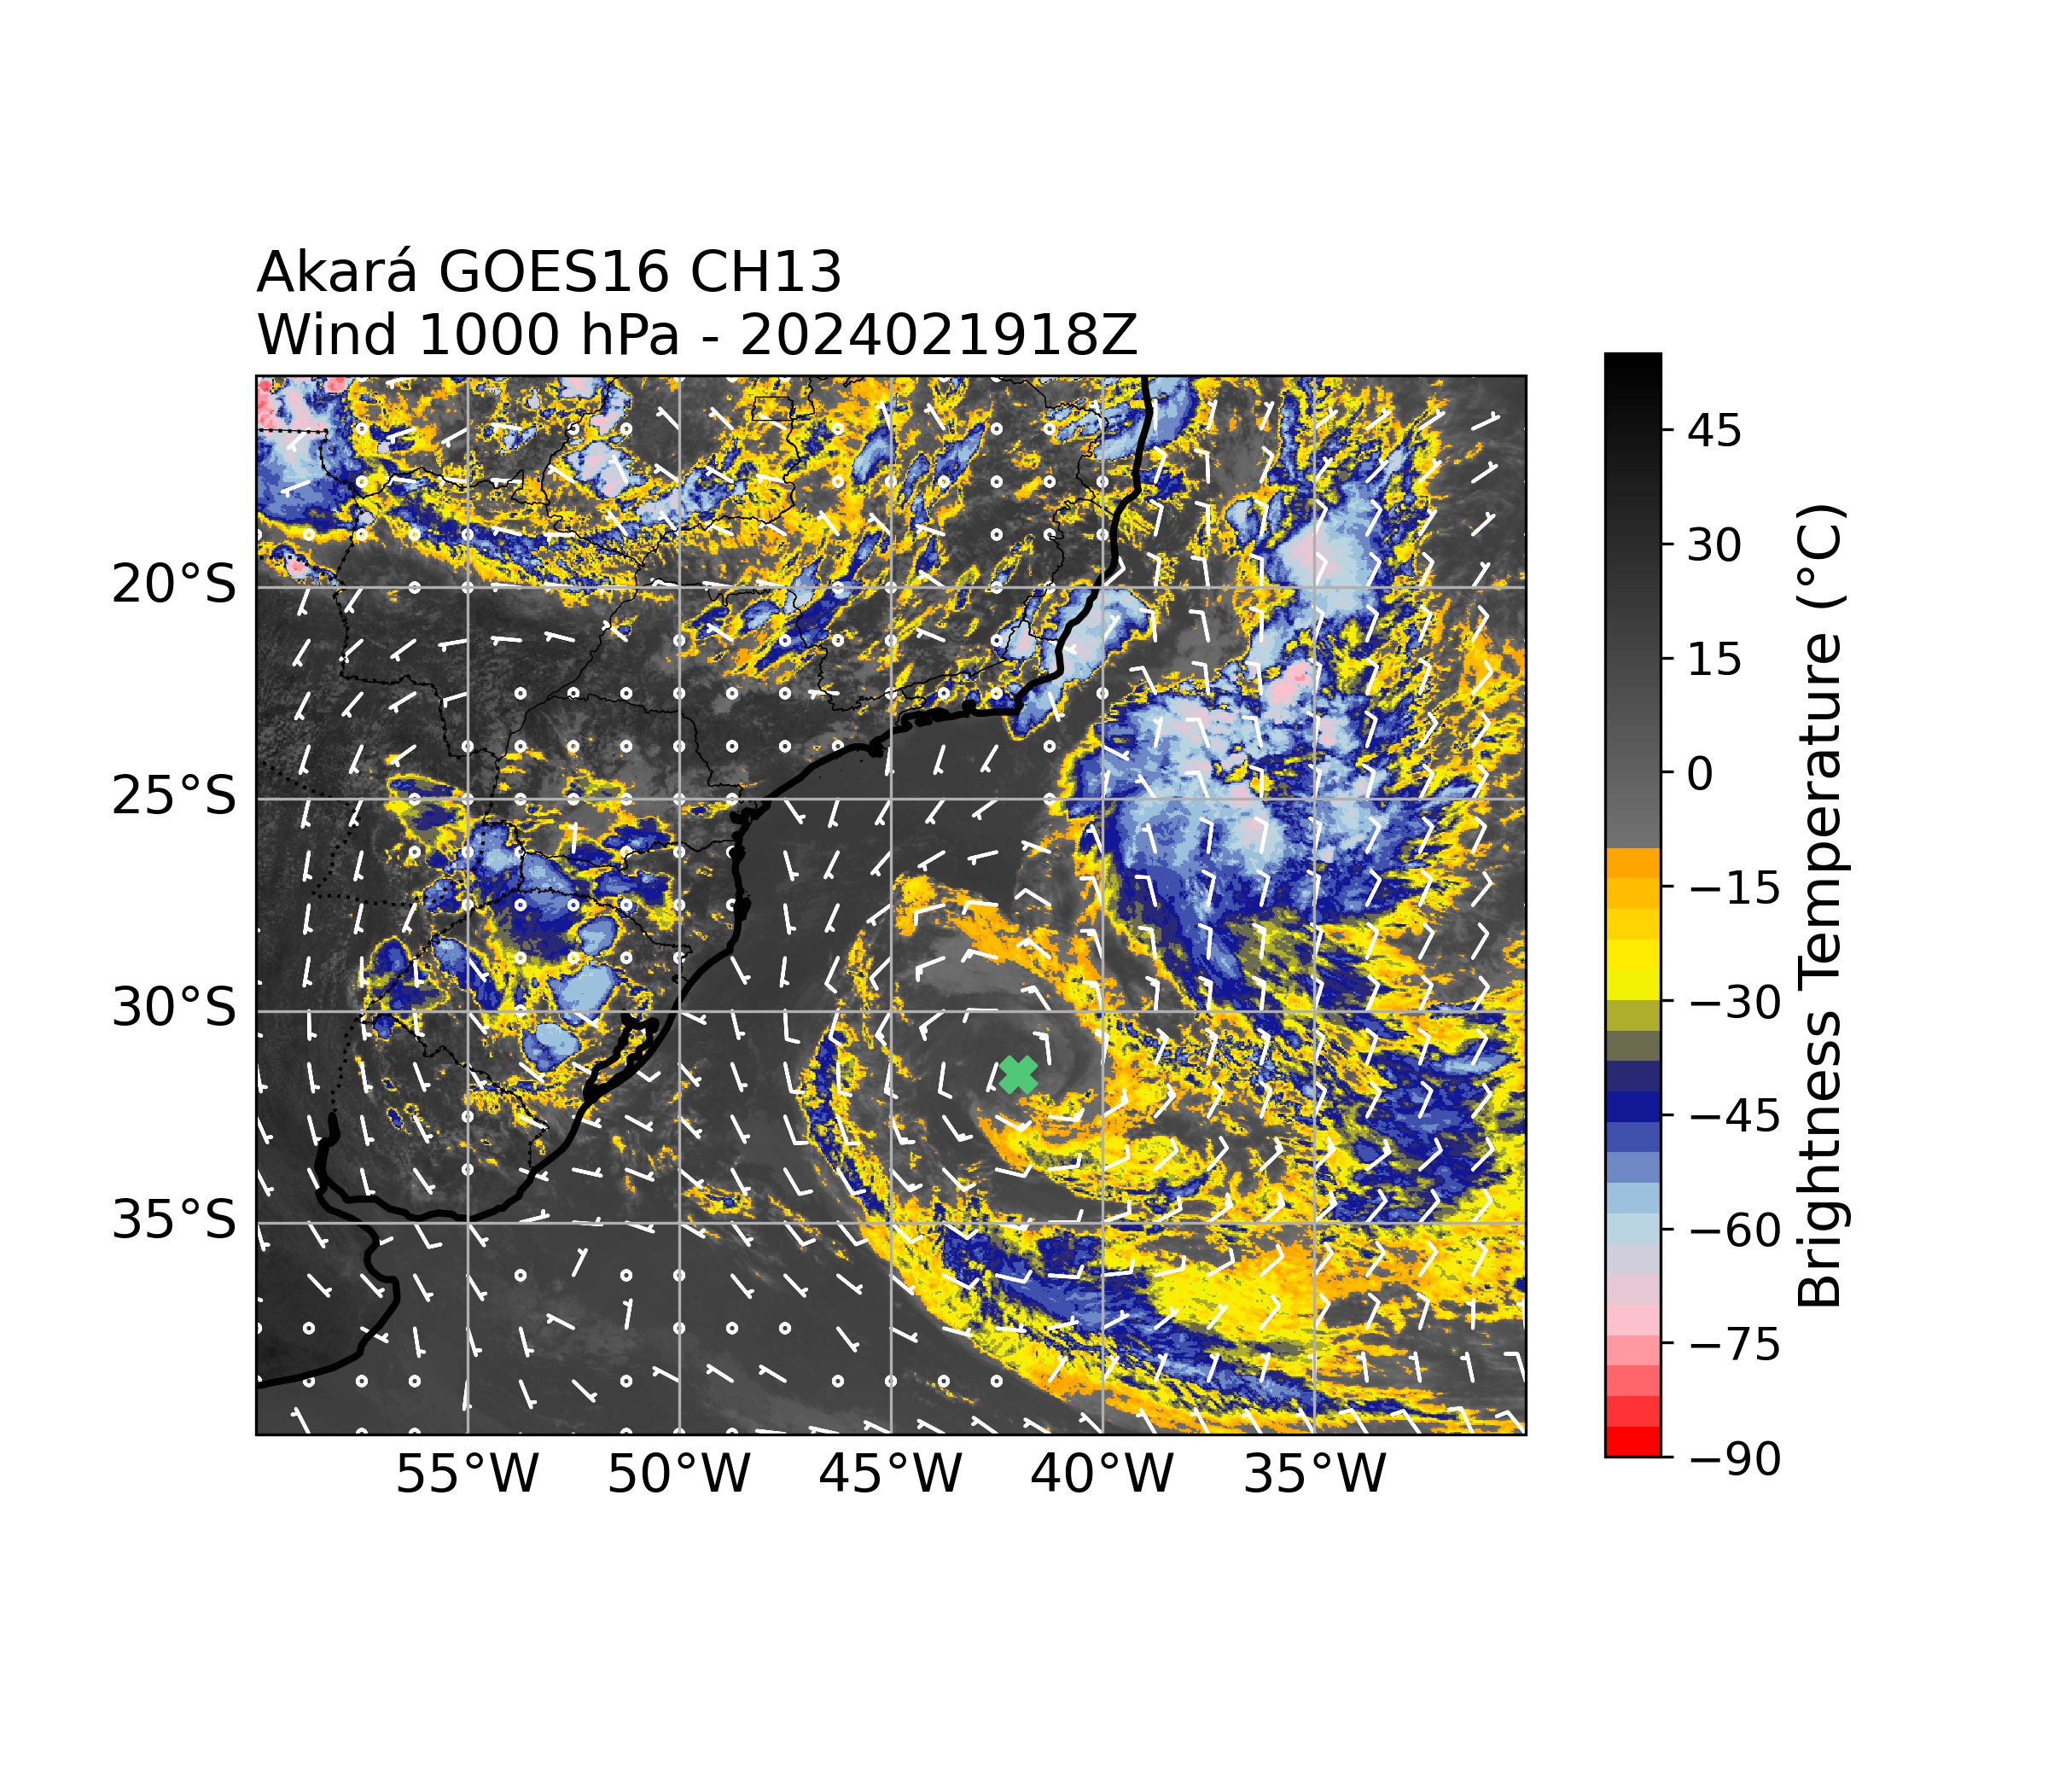 Akará GOES16 CH13
Wind 1000 hPa - 2024021918Z
20°S
25°S
30°S
35°S
55°W
50°W
45°W
40°W
35°W
45
30
15
0
−15
−30
−45
−60
−75
−90
Brightness Temperature (°C)